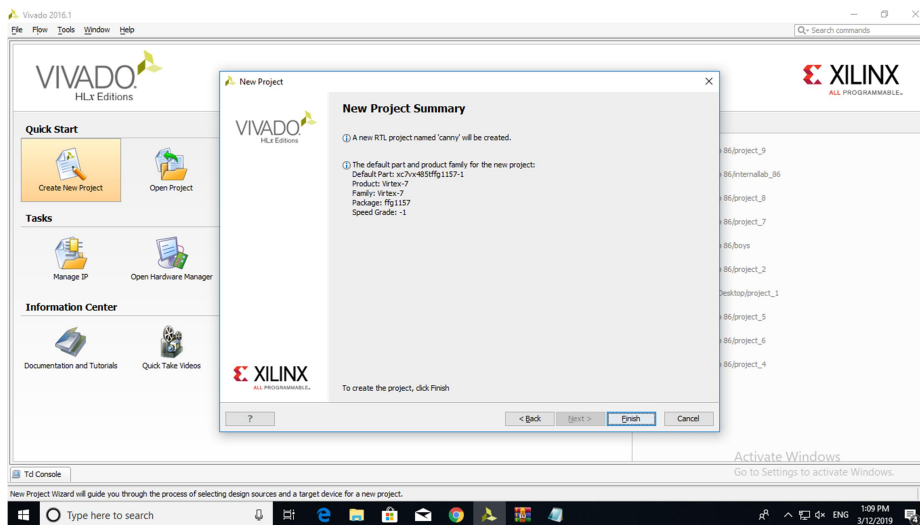 Vivado 2016.1
File Flow Tools Window Help
Search commands
VIVADO
HLx Editions
XILINX
ALL PROGRAMMABLE.
Quick Start
Create New Project
Open Project
Tasks
Manage IP
Open Hardware Manager
Information Center
Documentation and Tutorials
Quick Take Videos
New Project
VIVADO
HLx Editions
New Project Summary
A new RTL project named 'canny' will be created.
The default part and product family for the new project:
Default Part: xc7vx485tffg1157-1
Product: Virtex-7
Family: Virtex-7
Package: ffg1157
Speed Grade: -1
XILINX
ALL PROGRAMMABLE.
To create the project, click Finish
?
< Back
Next >
Finish
Cancel
86/project_9
86/internallab_86
86/project_8
86/project_7
86/boys
86/project_2
Desktop/project_1
86/project_5
86/project_6
86/project_4
Activate Windows
Go to Settings to activate Windows.
Tcl Console
New Project Wizard will guide you through the process of selecting design sources and a target device for a new project.
Type here to search
ENG
1:09 PM
3/12/2019